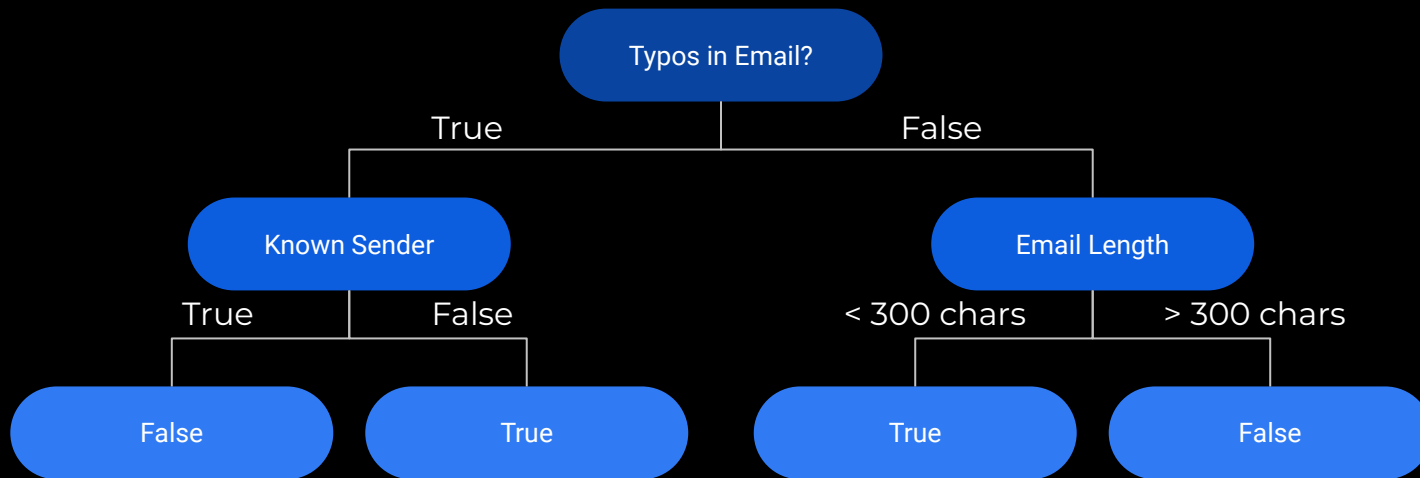 Typos in Email?
True
False
Known Sender
Email Length
True
False
< 300 chars
> 300 chars
False
True
True
False